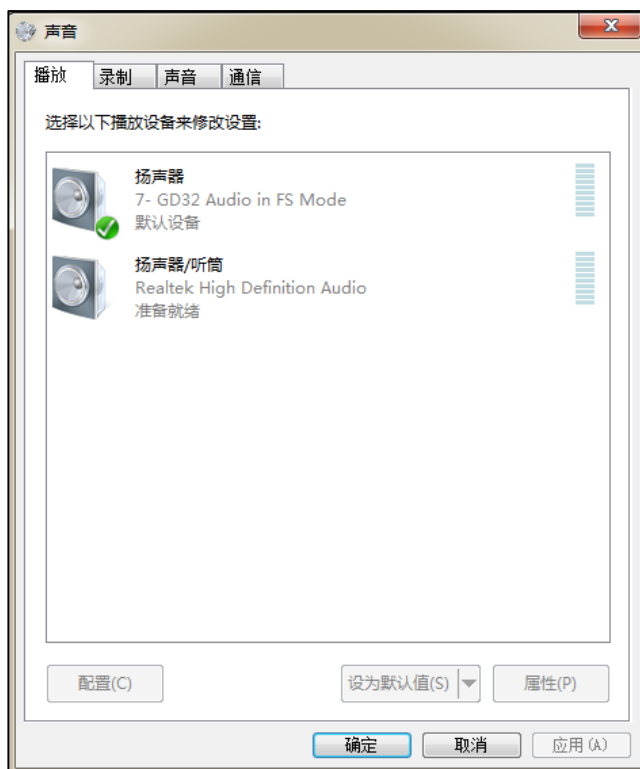 声音
播放 录制 声音 通信
选择以下播放设备来修改设置:
扬声器
7- GD32 Audio in FS Mode
默认设备
扬声器/听筒
Realtek High Definition Audio
准备就绪
配置(C) 设为默认值(S) 属性(P)
确定 取消 应用(A)